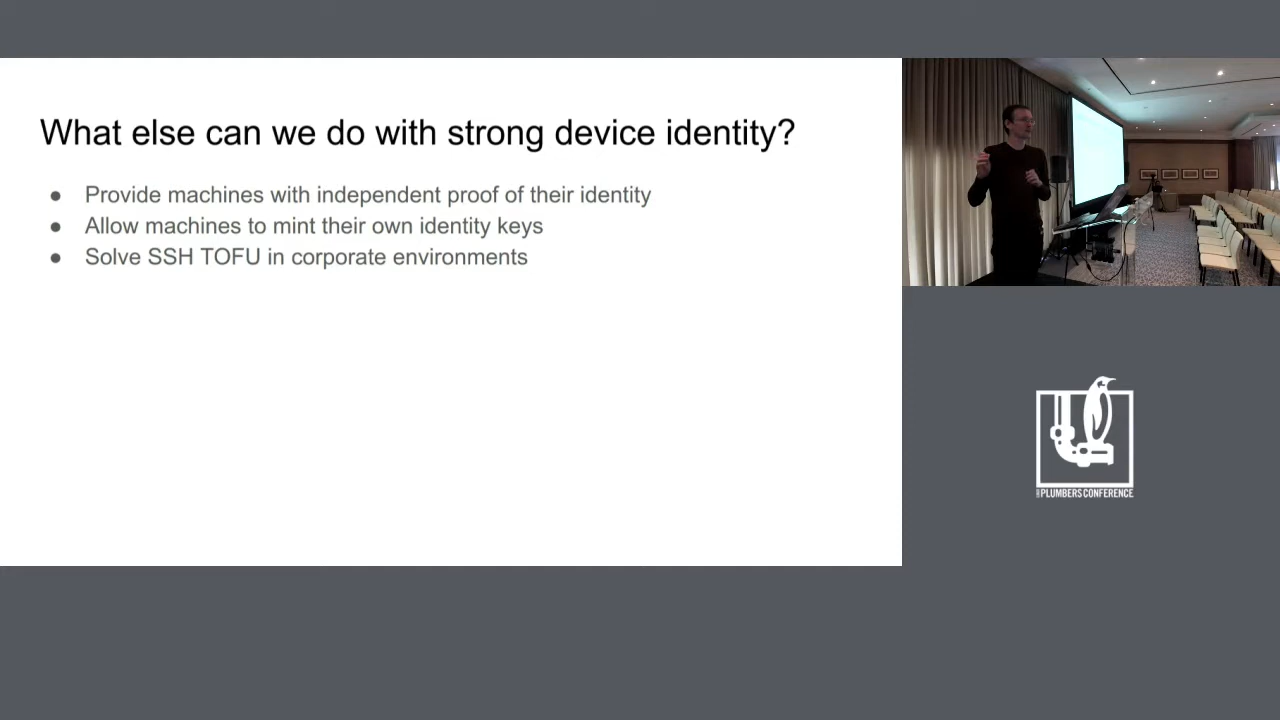 What else can we do with strong device identity?
● Provide machines with independent proof of their identity
● Allow machines to mint their own identity keys
● Solve SSH TOFU in corporate environments
PLUMBERS CONFERENCE